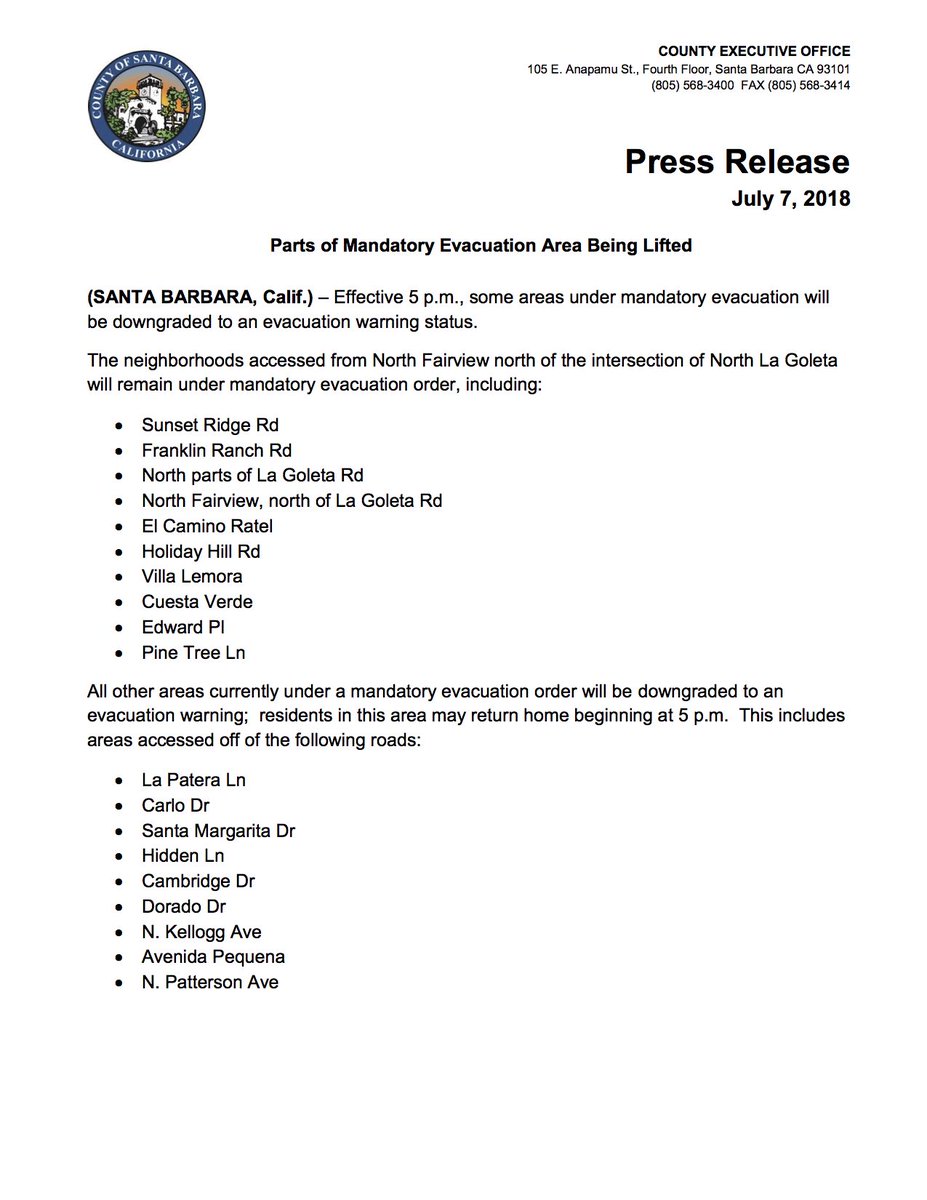 COUNTY OF SANTA BARBARA
CALIFORNIA
COUNTY EXECUTIVE OFFICE
105 E. Anapamu St., Fourth Floor, Santa Barbara CA 93101
(805) 568-3400  FAX (805) 568-3414
Press Release
July 7, 2018
Parts of Mandatory Evacuation Area Being Lifted
(SANTA BARBARA, Calif.) – Effective 5 p.m., some areas under mandatory evacuation will
be downgraded to an evacuation warning status.
The neighborhoods accessed from North Fairview north of the intersection of North La Goleta
will remain under mandatory evacuation order, including:
• Sunset Ridge Rd
• Franklin Ranch Rd
• North parts of La Goleta Rd
• North Fairview, north of La Goleta Rd
• El Camino Ratel
• Holiday Hill Rd
• Villa Lemora
• Cuesta Verde
• Edward Pl
• Pine Tree Ln
All other areas currently under a mandatory evacuation order will be downgraded to an
evacuation warning;  residents in this area may return home beginning at 5 p.m.  This includes
areas accessed off of the following roads:
• La Patera Ln
• Carlo Dr
• Santa Margarita Dr
• Hidden Ln
• Cambridge Dr
• Dorado Dr
• N. Kellogg Ave
• Avenida Pequena
• N. Patterson Ave